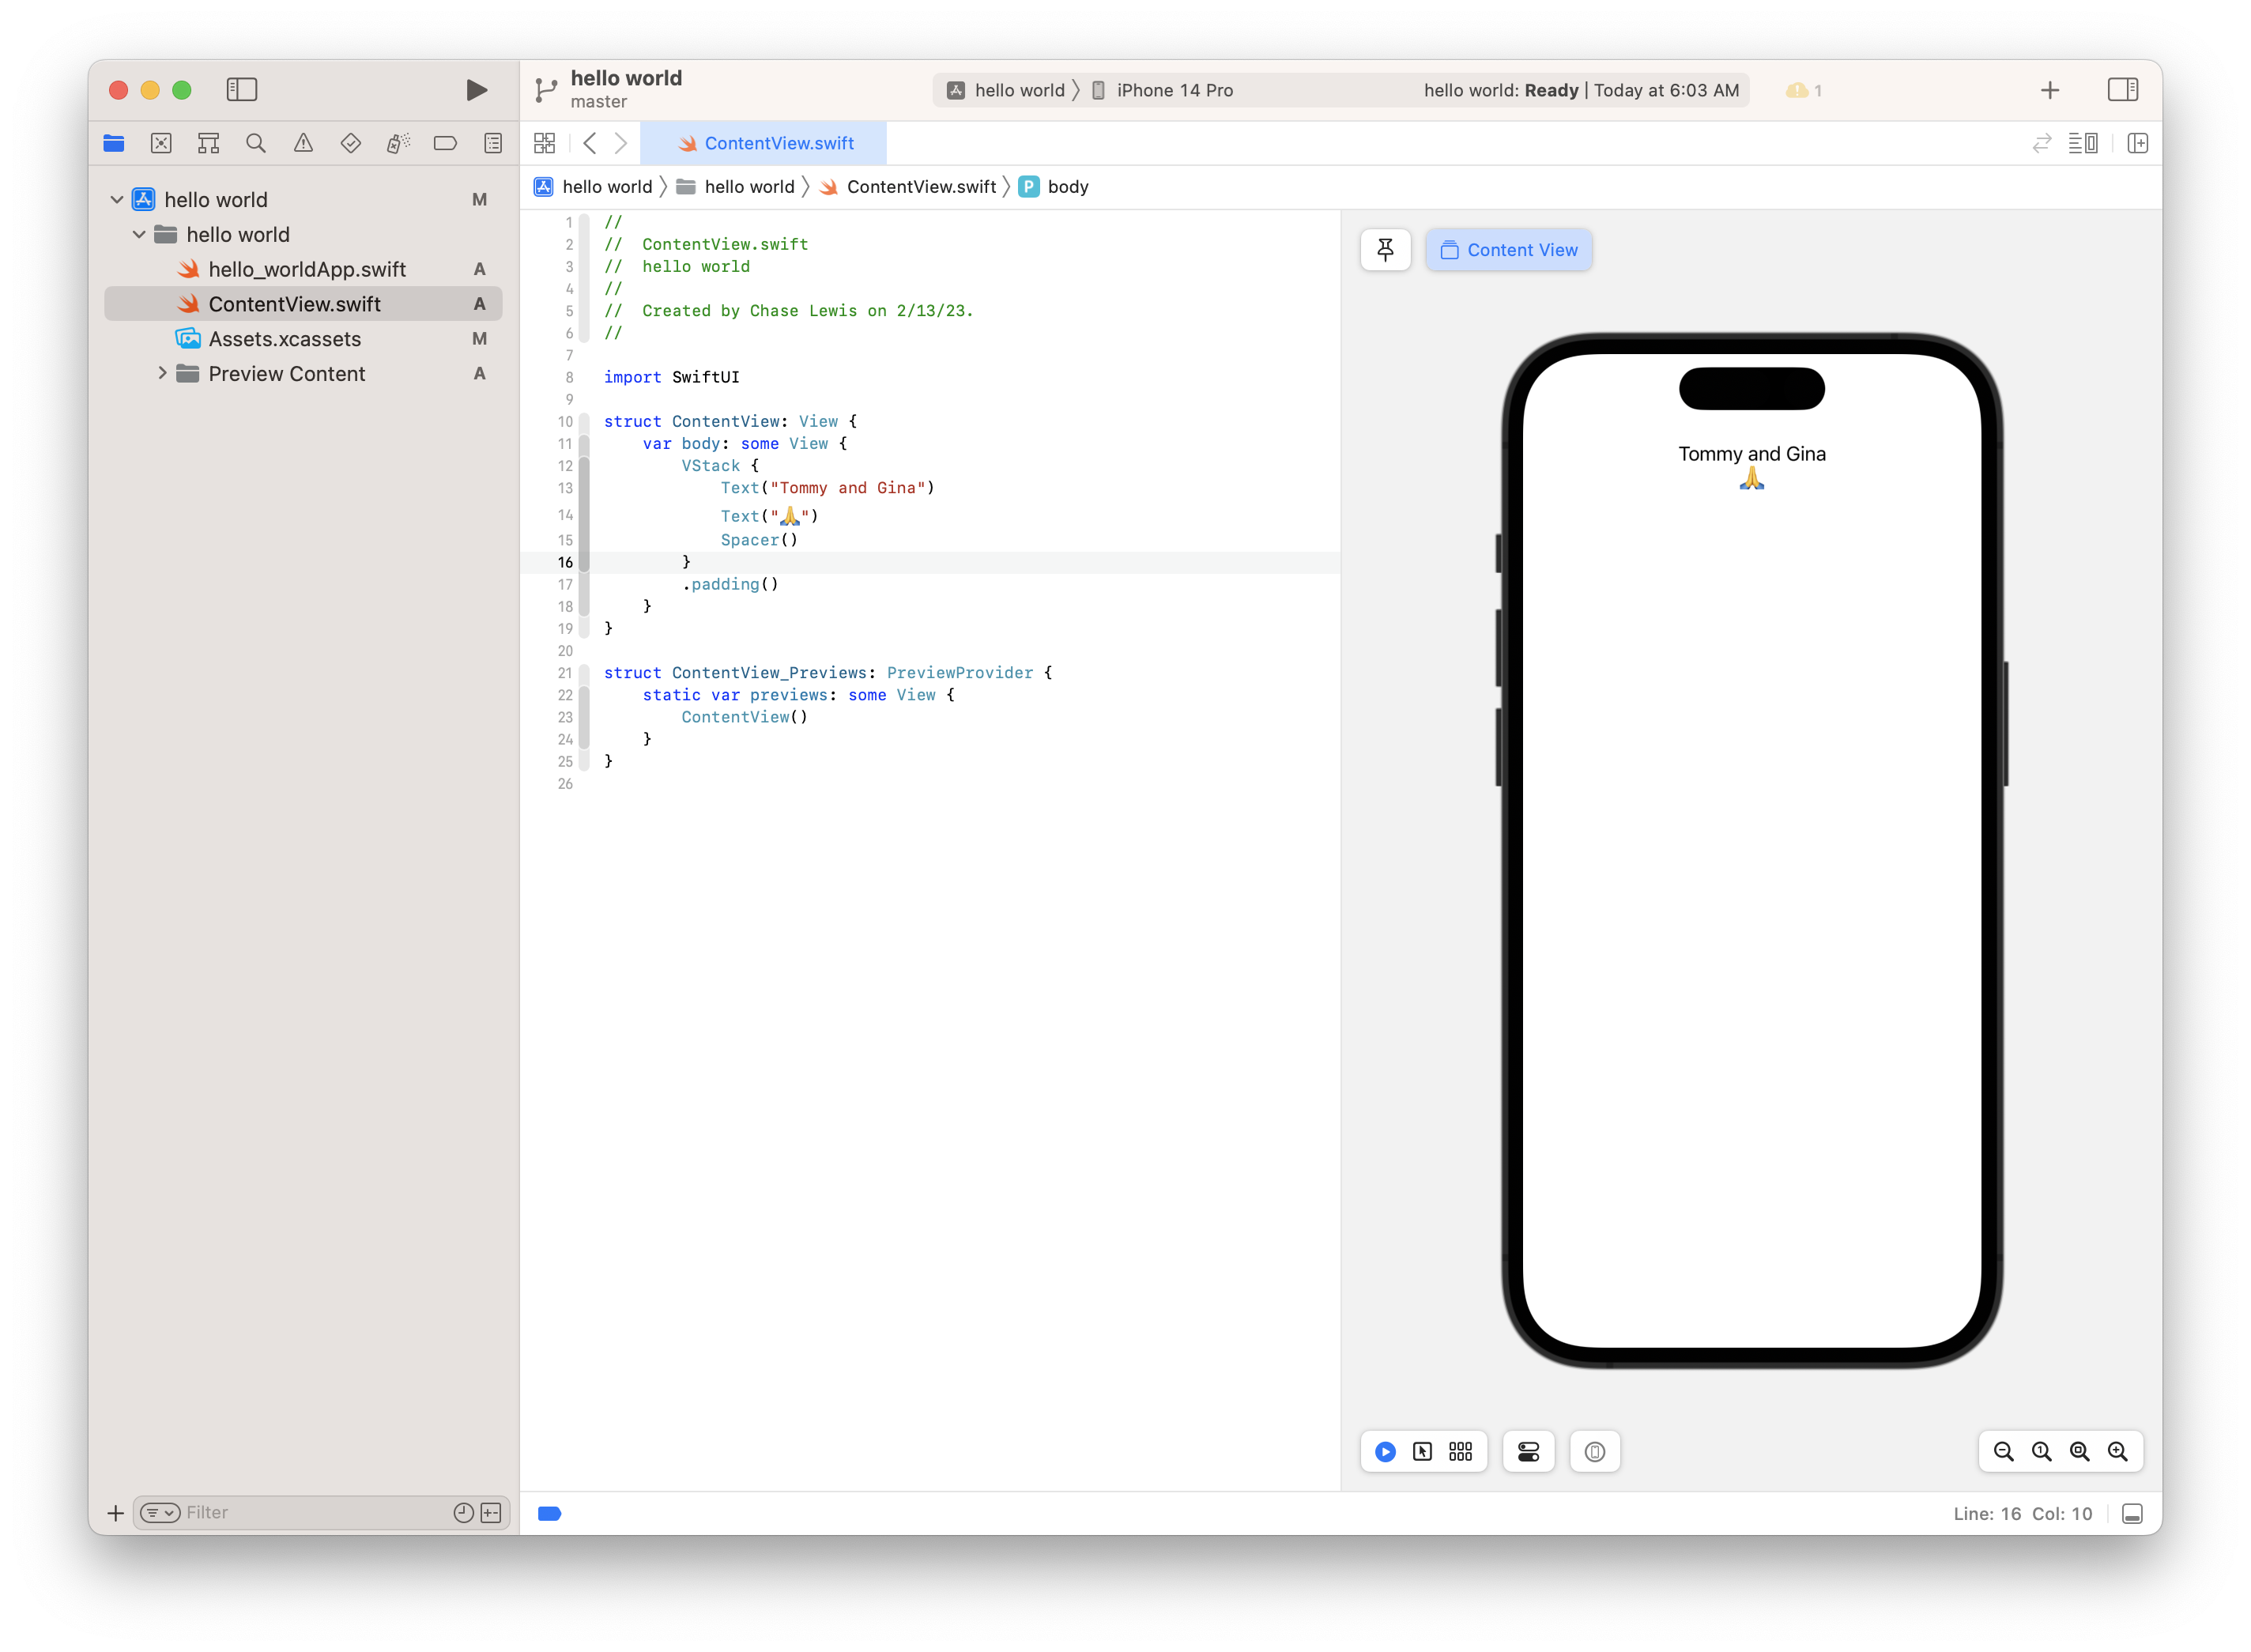 hello world
master
hello world
iPhone 14 Pro
hello world: Ready | Today at 6:03 AM
1
ContentView.swift
hello world
hello world
ContentView.swift
P
body
hello world M
hello world
hello_worldApp.swift A
ContentView.swift A
Assets.xcassets M
Preview Content A
Filter
1 //
2 //  ContentView.swift
3 //  hello world
4 //
5 //  Created by Chase Lewis on 2/13/23.
6 //
7
8 import SwiftUI
9
10 struct ContentView: View {
11     var body: some View {
12         VStack {
13             Text("Tommy and Gina")
14             Text("🙏")
15             Spacer()
16         }
17         .padding()
18     }
19 }
20
21 struct ContentView_Previews: PreviewProvider {
22     static var previews: some View {
23         ContentView()
24     }
25 }
26
Content View
Tommy and Gina
🙏
Line: 16 Col: 10